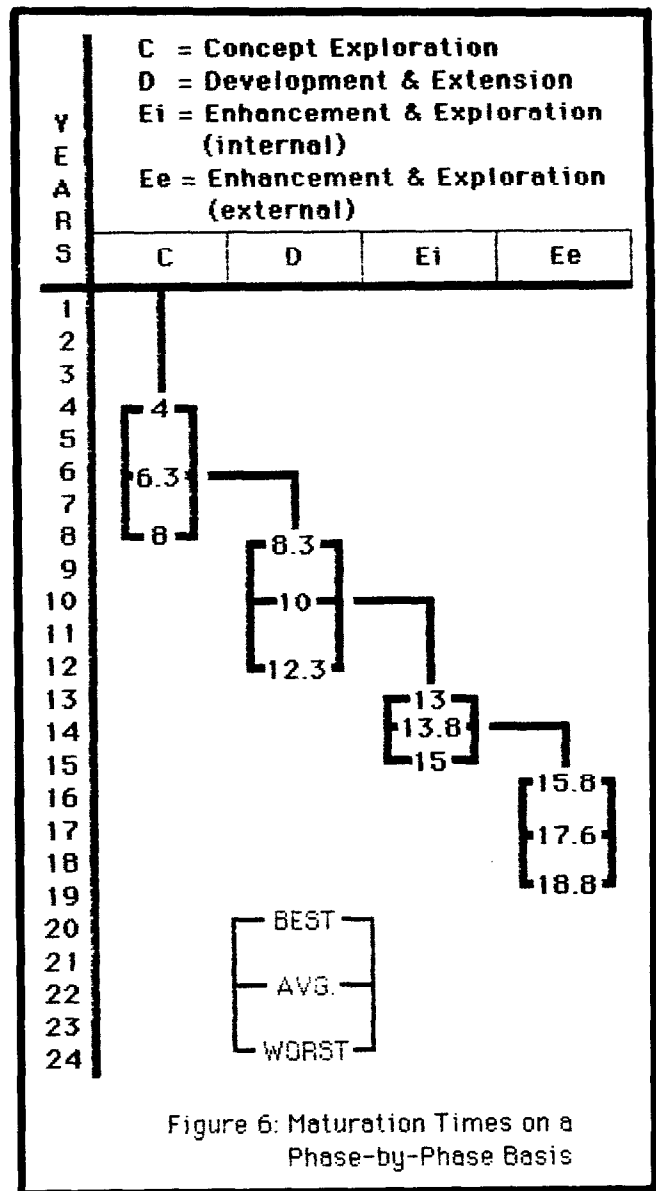 C = Concept Exploration
D = Development & Extension
Ei = Enhancement & Exploration
(internal)
Ee = Enhancement & Exploration
(external)
YEARS
C D Ei Ee
1
2
3
4 4
5
6 6.3
7
8 8 8.3
9
10 10
11
12 12.3
13 13
14 13.8
15 15
15.8
16
17 17.6
18
18.8
19
20 BEST
21
22 AVG.
23
24 WORST
Figure 6: Maturation Times on a
Phase-by-Phase Basis